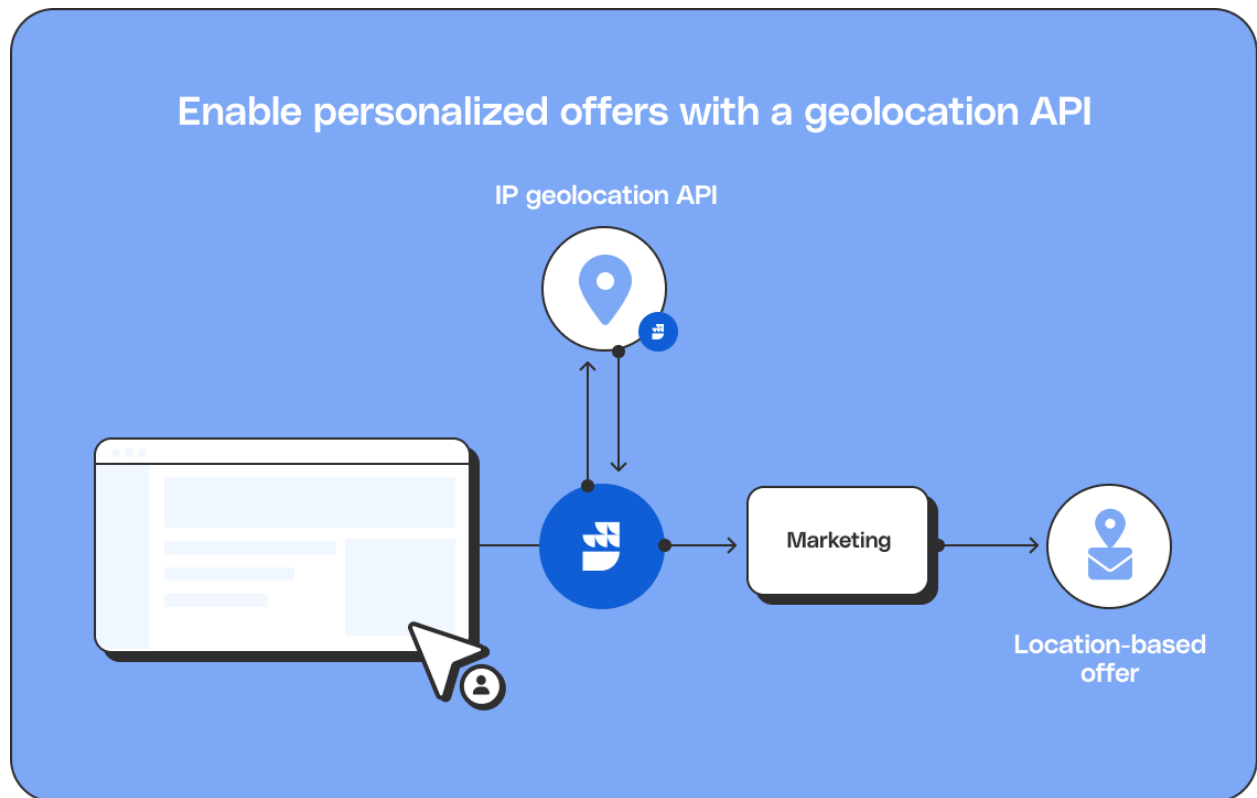 Enable personalized offers with a geolocation API
IP geolocation API
Marketing
Location-based
offer